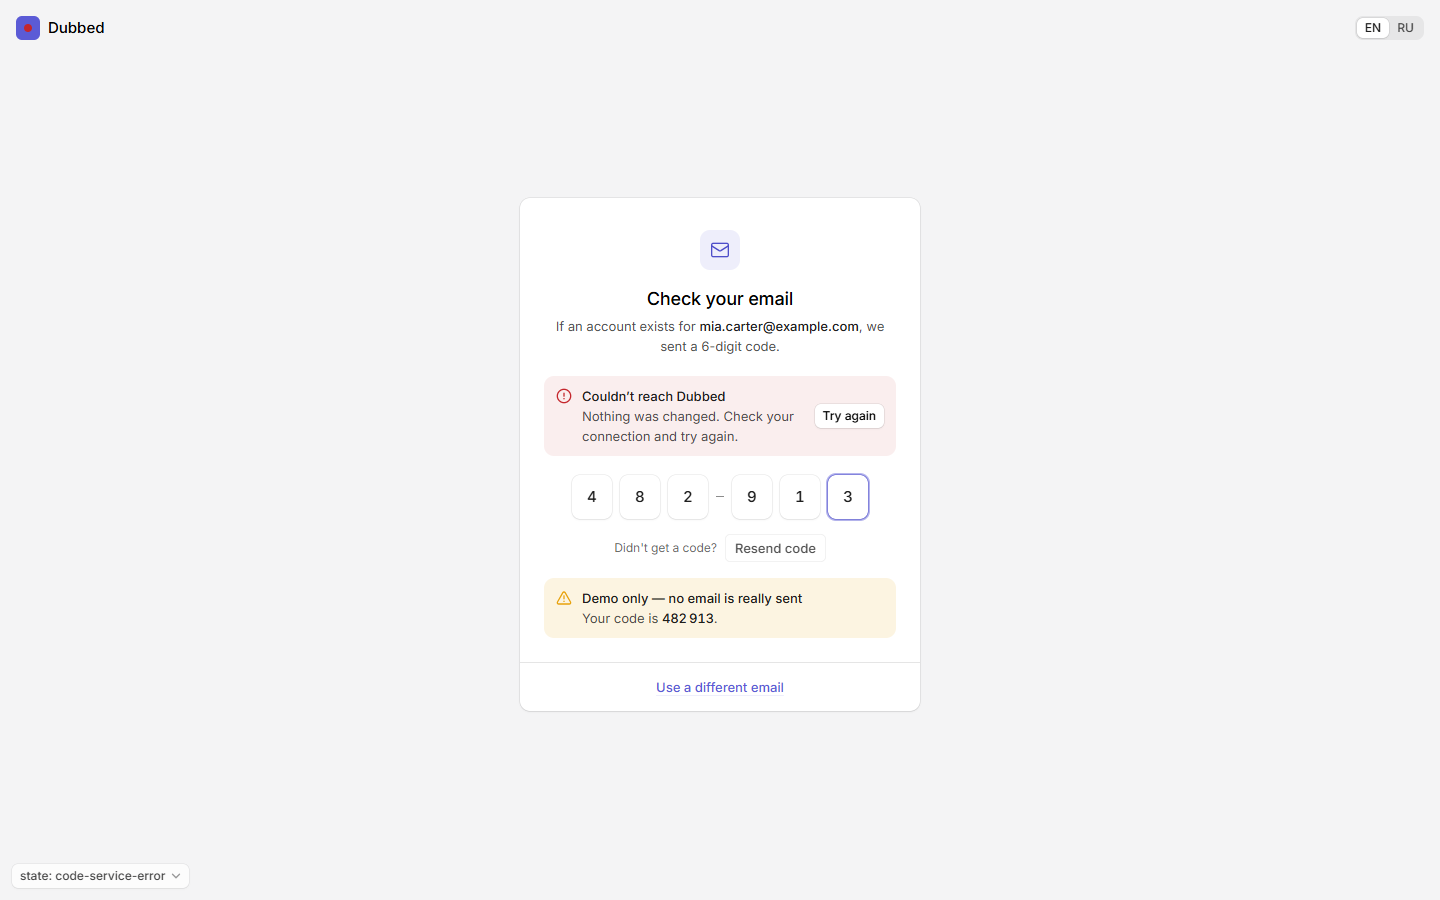 Dubbed
EN RU
Check your email
If an account exists for mia.carter@example.com, we
sent a 6-digit code.
Couldn’t reach Dubbed
Nothing was changed. Check your
connection and try again.
Try again
4 8 2 – 9 1 3
Didn't get a code? Resend code
Demo only — no email is really sent
Your code is 482 913.
Use a different email
state: code-service-error